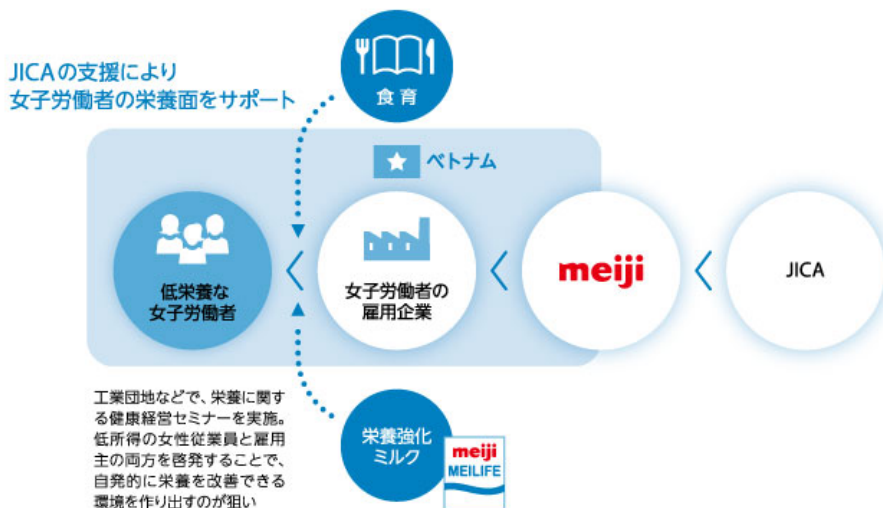 JICAの支援により
女子労働者の栄養面をサポート
食育
ベトナム
低栄養な
女子労働者
女子労働者の
雇用企業
meiji
JICA
工業団地などで、栄養に関す
る健康経営セミナーを実施。
低所得の女性従業員と雇用
主の両方を啓発することで、
自発的に栄養を改善できる
環境を作り出すのが狙い
栄養強化
ミルク
meiji
MEILIFE